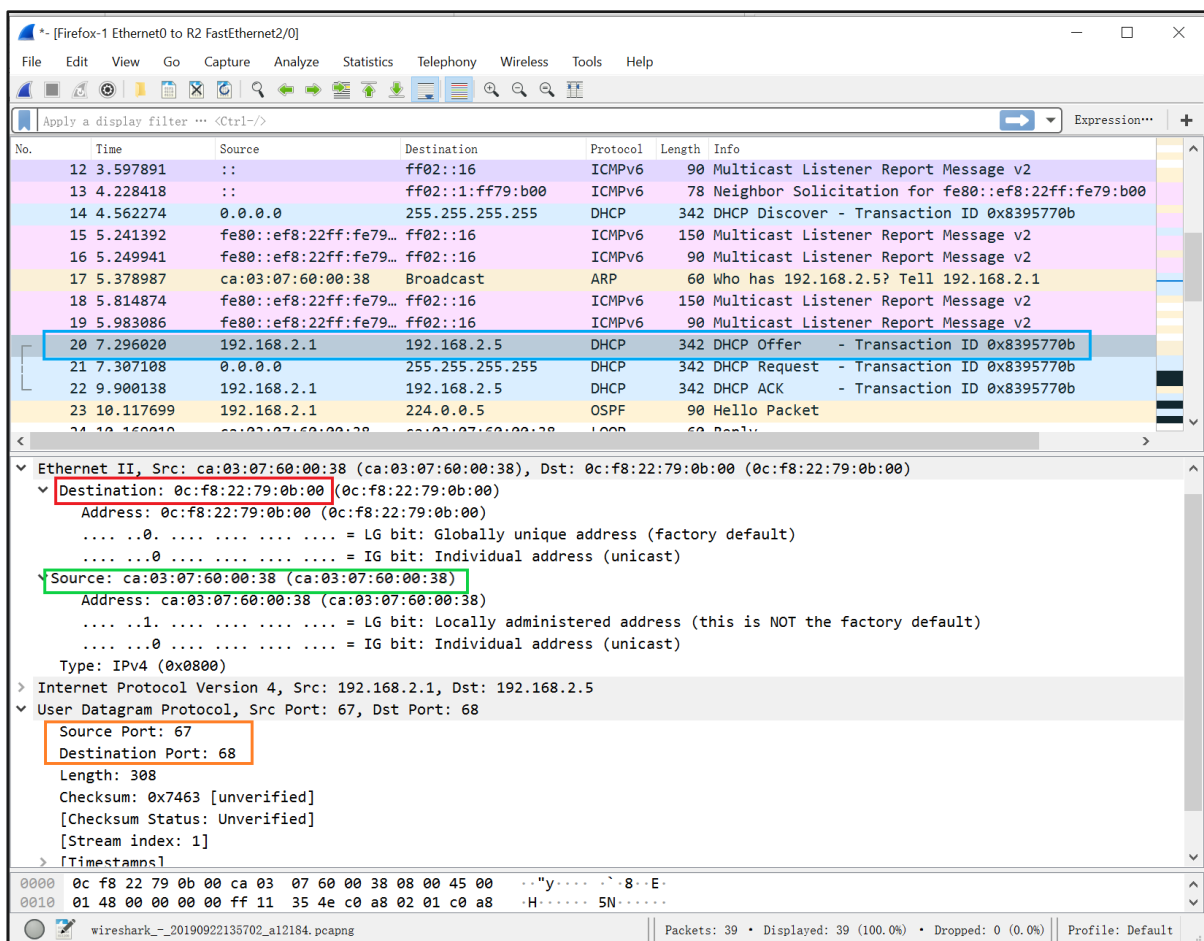 *- [Firefox-1 Ethernet0 to R2 FastEthernet2/0]
File Edit View Go Capture Analyze Statistics Telephony Wireless Tools Help
Apply a display filter ⋯ <Ctrl-/> Expression⋯ +
No. Time Source Destination Protocol Length Info
12 3.597891 :: ff02::16 ICMPv6 90 Multicast Listener Report Message v2
13 4.228418 :: ff02::1:ff79:b00 ICMPv6 78 Neighbor Solicitation for fe80::ef8:22ff:fe79:b00
14 4.562274 0.0.0.0 255.255.255.255 DHCP 342 DHCP Discover - Transaction ID 0x8395770b
15 5.241392 fe80::ef8:22ff:fe79… ff02::16 ICMPv6 150 Multicast Listener Report Message v2
16 5.249941 fe80::ef8:22ff:fe79… ff02::16 ICMPv6 90 Multicast Listener Report Message v2
17 5.378987 ca:03:07:60:00:38 Broadcast ARP 60 Who has 192.168.2.5? Tell 192.168.2.1
18 5.814874 fe80::ef8:22ff:fe79… ff02::16 ICMPv6 150 Multicast Listener Report Message v2
19 5.983086 fe80::ef8:22ff:fe79… ff02::16 ICMPv6 90 Multicast Listener Report Message v2
20 7.296020 192.168.2.1 192.168.2.5 DHCP 342 DHCP Offer - Transaction ID 0x8395770b
21 7.307108 0.0.0.0 255.255.255.255 DHCP 342 DHCP Request - Transaction ID 0x8395770b
22 9.900138 192.168.2.1 192.168.2.5 DHCP 342 DHCP ACK - Transaction ID 0x8395770b
23 10.117699 192.168.2.1 224.0.0.5 OSPF 90 Hello Packet
24 10.169019 ca:03:07:60:00:38 ca:03:07:60:00:38 LOOP 60 Reply
Ethernet II, Src: ca:03:07:60:00:38 (ca:03:07:60:00:38), Dst: 0c:f8:22:79:0b:00 (0c:f8:22:79:0b:00)
Destination: 0c:f8:22:79:0b:00 (0c:f8:22:79:0b:00)
Address: 0c:f8:22:79:0b:00 (0c:f8:22:79:0b:00)
.... ..0. .... .... .... .... = LG bit: Globally unique address (factory default)
.... ...0 .... .... .... .... = IG bit: Individual address (unicast)
Source: ca:03:07:60:00:38 (ca:03:07:60:00:38)
Address: ca:03:07:60:00:38 (ca:03:07:60:00:38)
.... ..1. .... .... .... .... = LG bit: Locally administered address (this is NOT the factory default)
.... ...0 .... .... .... .... = IG bit: Individual address (unicast)
Type: IPv4 (0x0800)
Internet Protocol Version 4, Src: 192.168.2.1, Dst: 192.168.2.5
User Datagram Protocol, Src Port: 67, Dst Port: 68
Source Port: 67
Destination Port: 68
Length: 308
Checksum: 0x7463 [unverified]
[Checksum Status: Unverified]
[Stream index: 1]
[Timestamps]
0000 0c f8 22 79 0b 00 ca 03 07 60 00 38 08 00 45 00 ··"y···· ·`·8··E·
0010 01 48 00 00 00 00 ff 11 35 4e c0 a8 02 01 c0 a8 ·H······ 5N······
wireshark_-_20190922135702_a12184.pcapng Packets: 39 • Displayed: 39 (100.0%) • Dropped: 0 (0.0%) Profile: Default